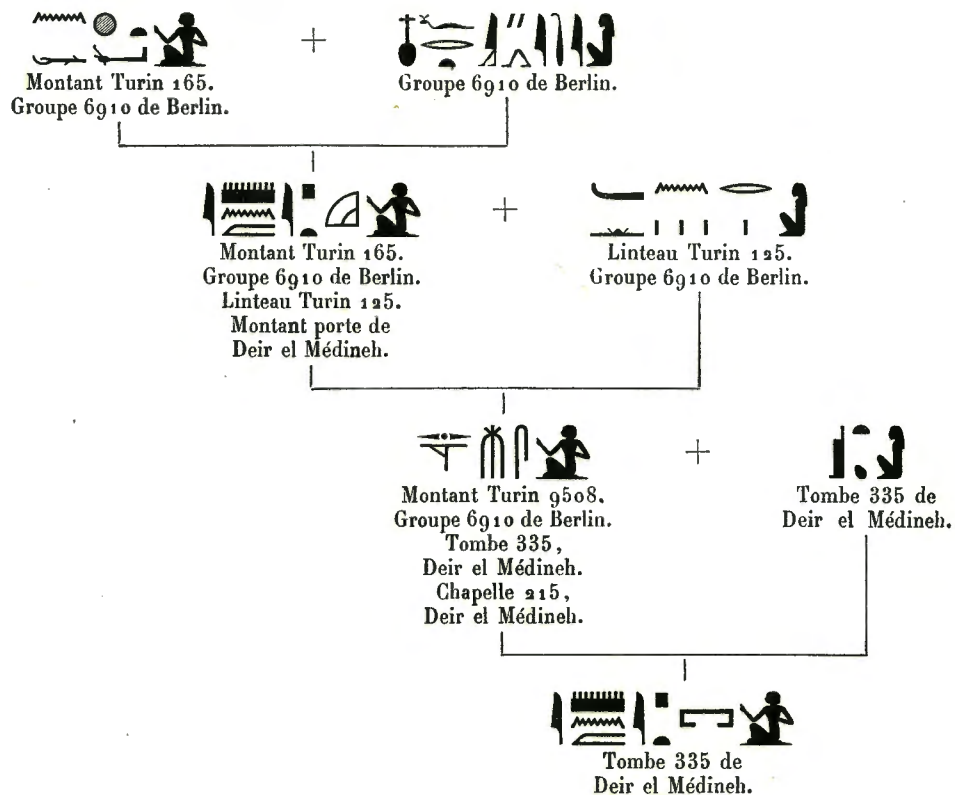 +
Montant Turin 165.
Groupe 6910 de Berlin.
Groupe 6910 de Berlin.
+
Montant Turin 165.
Groupe 6910 de Berlin.
Linteau Turin 125.
Montant porte de
Deir el Médineh.
Linteau Turin 125.
Groupe 6910 de Berlin.
+
Montant Turin 9508.
Groupe 6910 de Berlin.
Tombe 335,
Deir el Médineh.
Chapelle 215,
Deir el Médineh.
Tombe 335 de
Deir el Médineh.
Tombe 335 de
Deir el Médineh.